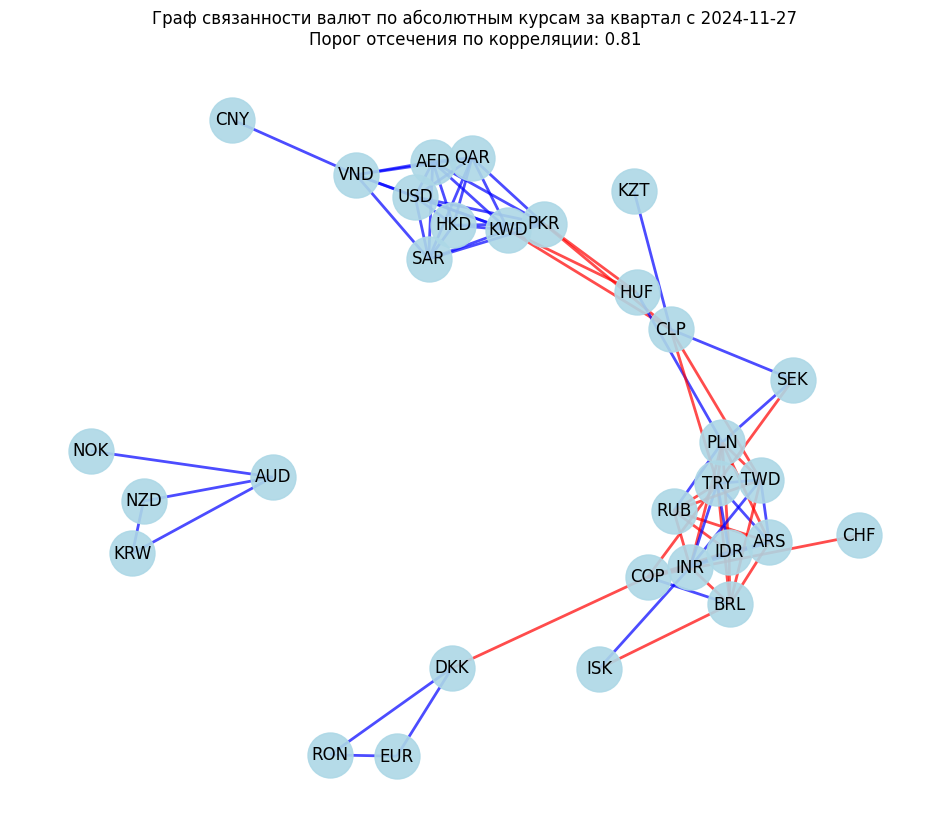 Граф связанности валют по абсолютным курсам за квартал с 2024-11-27
Порог отсечения по корреляции: 0.81
CNY
VND
AED
QAR
USD
HKD
KWD
PKR
SAR
KZT
HUF
CLP
SEK
NOK
NZD
AUD
KRW
PLN
TRY
TWD
RUB
ARS
IDR
CHF
COP
INR
BRL
DKK
ISK
RON
EUR